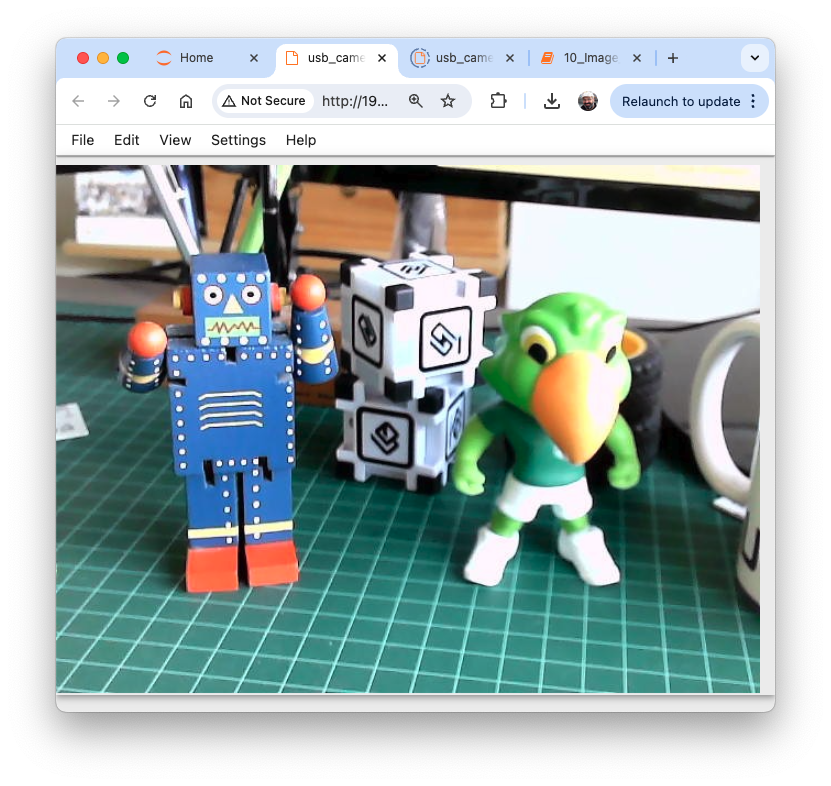 Home
usb_came
usb_came
10_Image
Not Secure
http://19...
Relaunch to update
File Edit View Settings Help